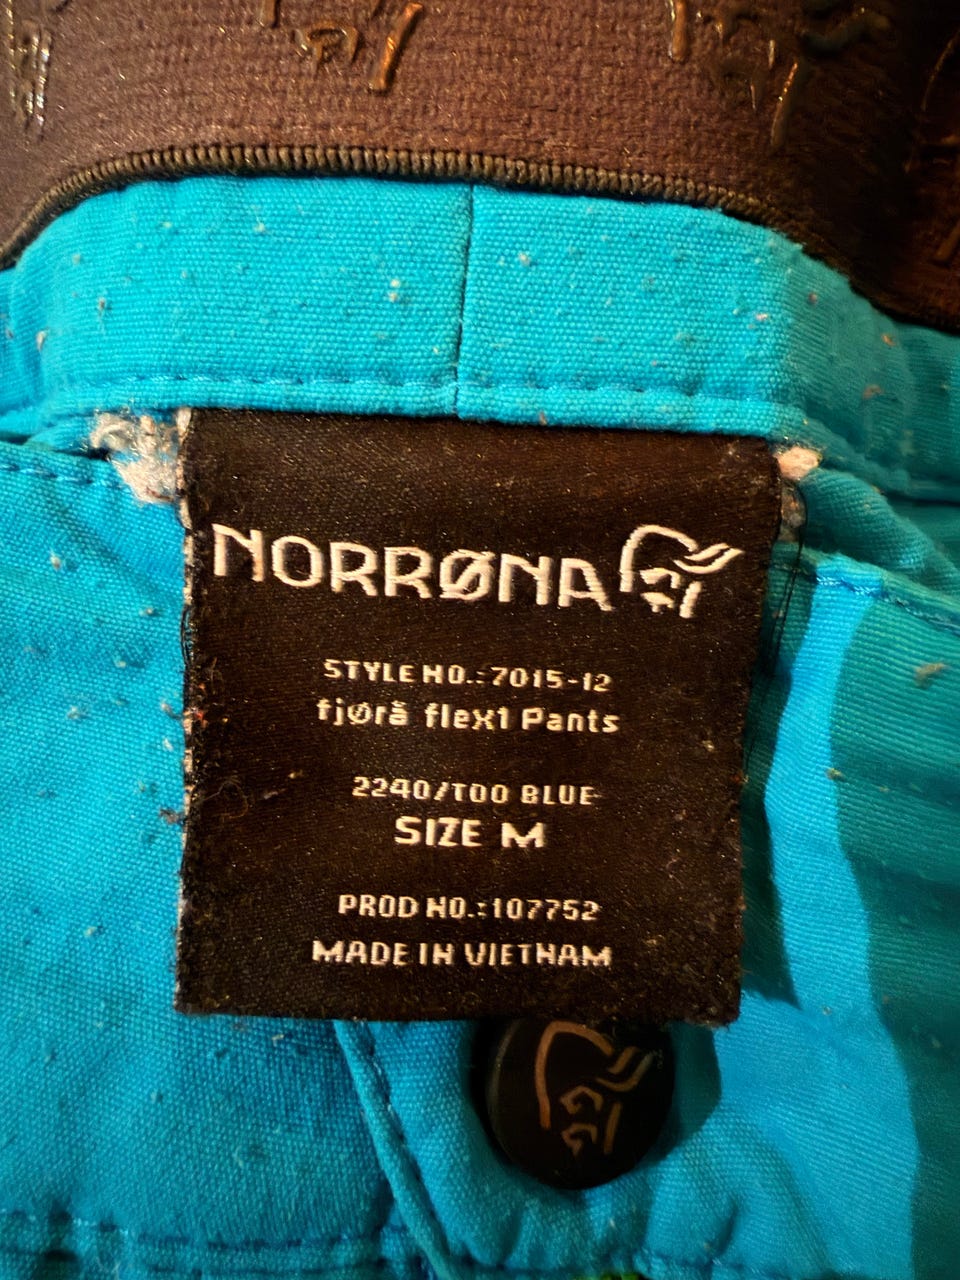 NORRØNA
STYLE NO.:7015-12
fjørå flex1 Pants
2240/TOO BLUE
SIZE M
PROD NO.:107752
MADE IN VIETNAM